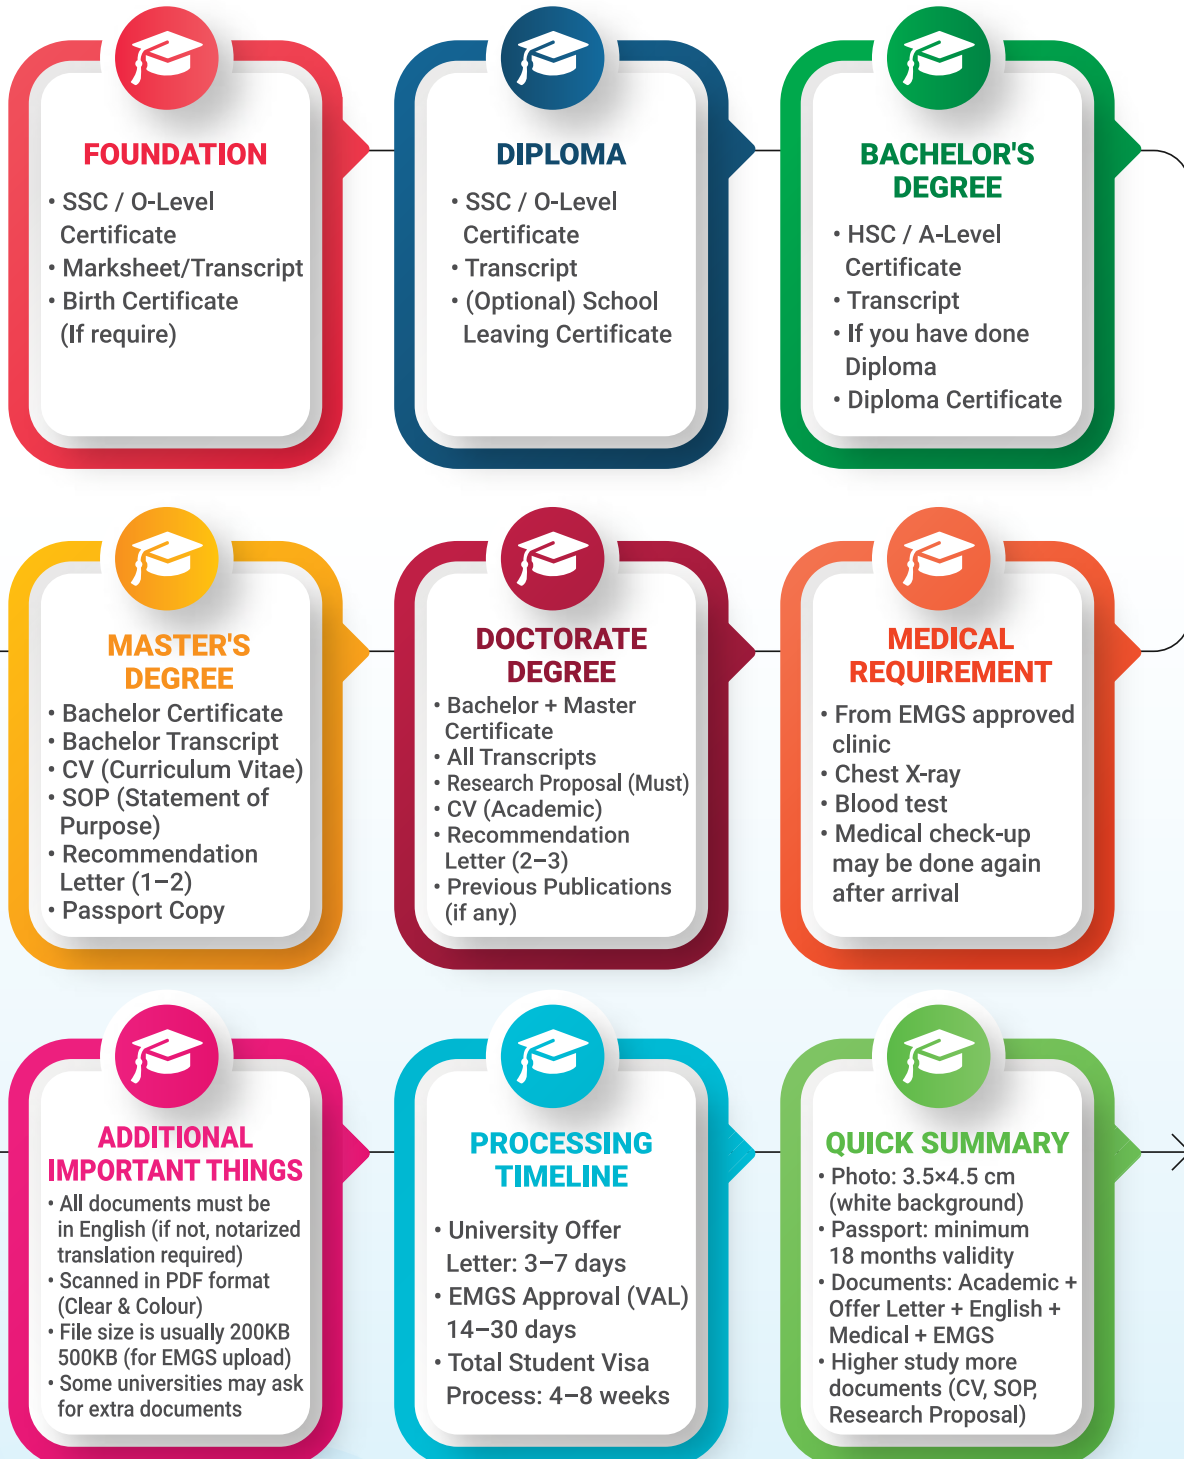 FOUNDATION
• SSC / O-Level
Certificate
• Marksheet/Transcript
• Birth Certificate
(If require)
DIPLOMA
• SSC / O-Level
Certificate
• Transcript
• (Optional) School
Leaving Certificate
BACHELOR'S
DEGREE
• HSC / A-Level
Certificate
• Transcript
• If you have done
Diploma
• Diploma Certificate
MASTER'S
DEGREE
• Bachelor Certificate
• Bachelor Transcript
• CV (Curriculum Vitae)
• SOP (Statement of
Purpose)
• Recommendation
Letter (1–2)
• Passport Copy
DOCTORATE
DEGREE
• Bachelor + Master
Certificate
• All Transcripts
• Research Proposal (Must)
• CV (Academic)
• Recommendation
Letter (2–3)
• Previous Publications
(if any)
MEDICAL
REQUIREMENT
• From EMGS approved
clinic
• Chest X-ray
• Blood test
• Medical check-up
may be done again
after arrival
ADDITIONAL
IMPORTANT THINGS
• All documents must be
in English (if not, notarized
translation required)
• Scanned in PDF format
(Clear & Colour)
• File size is usually 200KB
500KB (for EMGS upload)
• Some universities may ask
for extra documents
PROCESSING
TIMELINE
• University Offer
Letter: 3–7 days
• EMGS Approval (VAL)
14–30 days
• Total Student Visa
Process: 4–8 weeks
QUICK SUMMARY
• Photo: 3.5×4.5 cm
(white background)
• Passport: minimum
18 months validity
• Documents: Academic +
Offer Letter + English +
Medical + EMGS
• Higher study more
documents (CV, SOP,
Research Proposal)